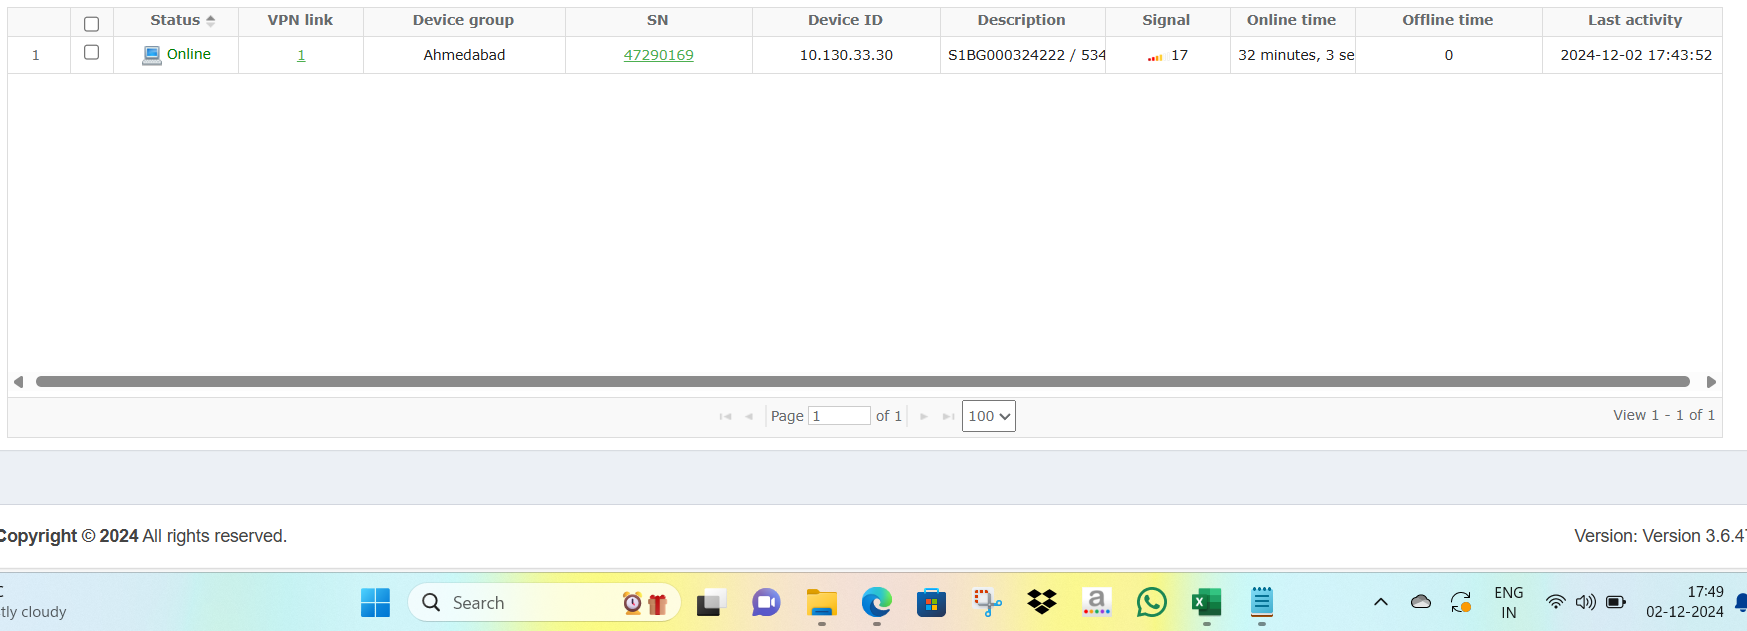 Status VPN link Device group SN Device ID Description Signal Online time Offline time Last activity
1 Online 1 Ahmedabad 47290169 10.130.33.30 S1BG000324222 / 534 17 32 minutes, 3 se 0 2024-12-02 17:43:52
Page 1 of 1 100 View 1 - 1 of 1
Copyright © 2024 All rights reserved. Version: Version 3.6.4
C
tly cloudy
Search
a
ENG
IN
17:49
02-12-2024